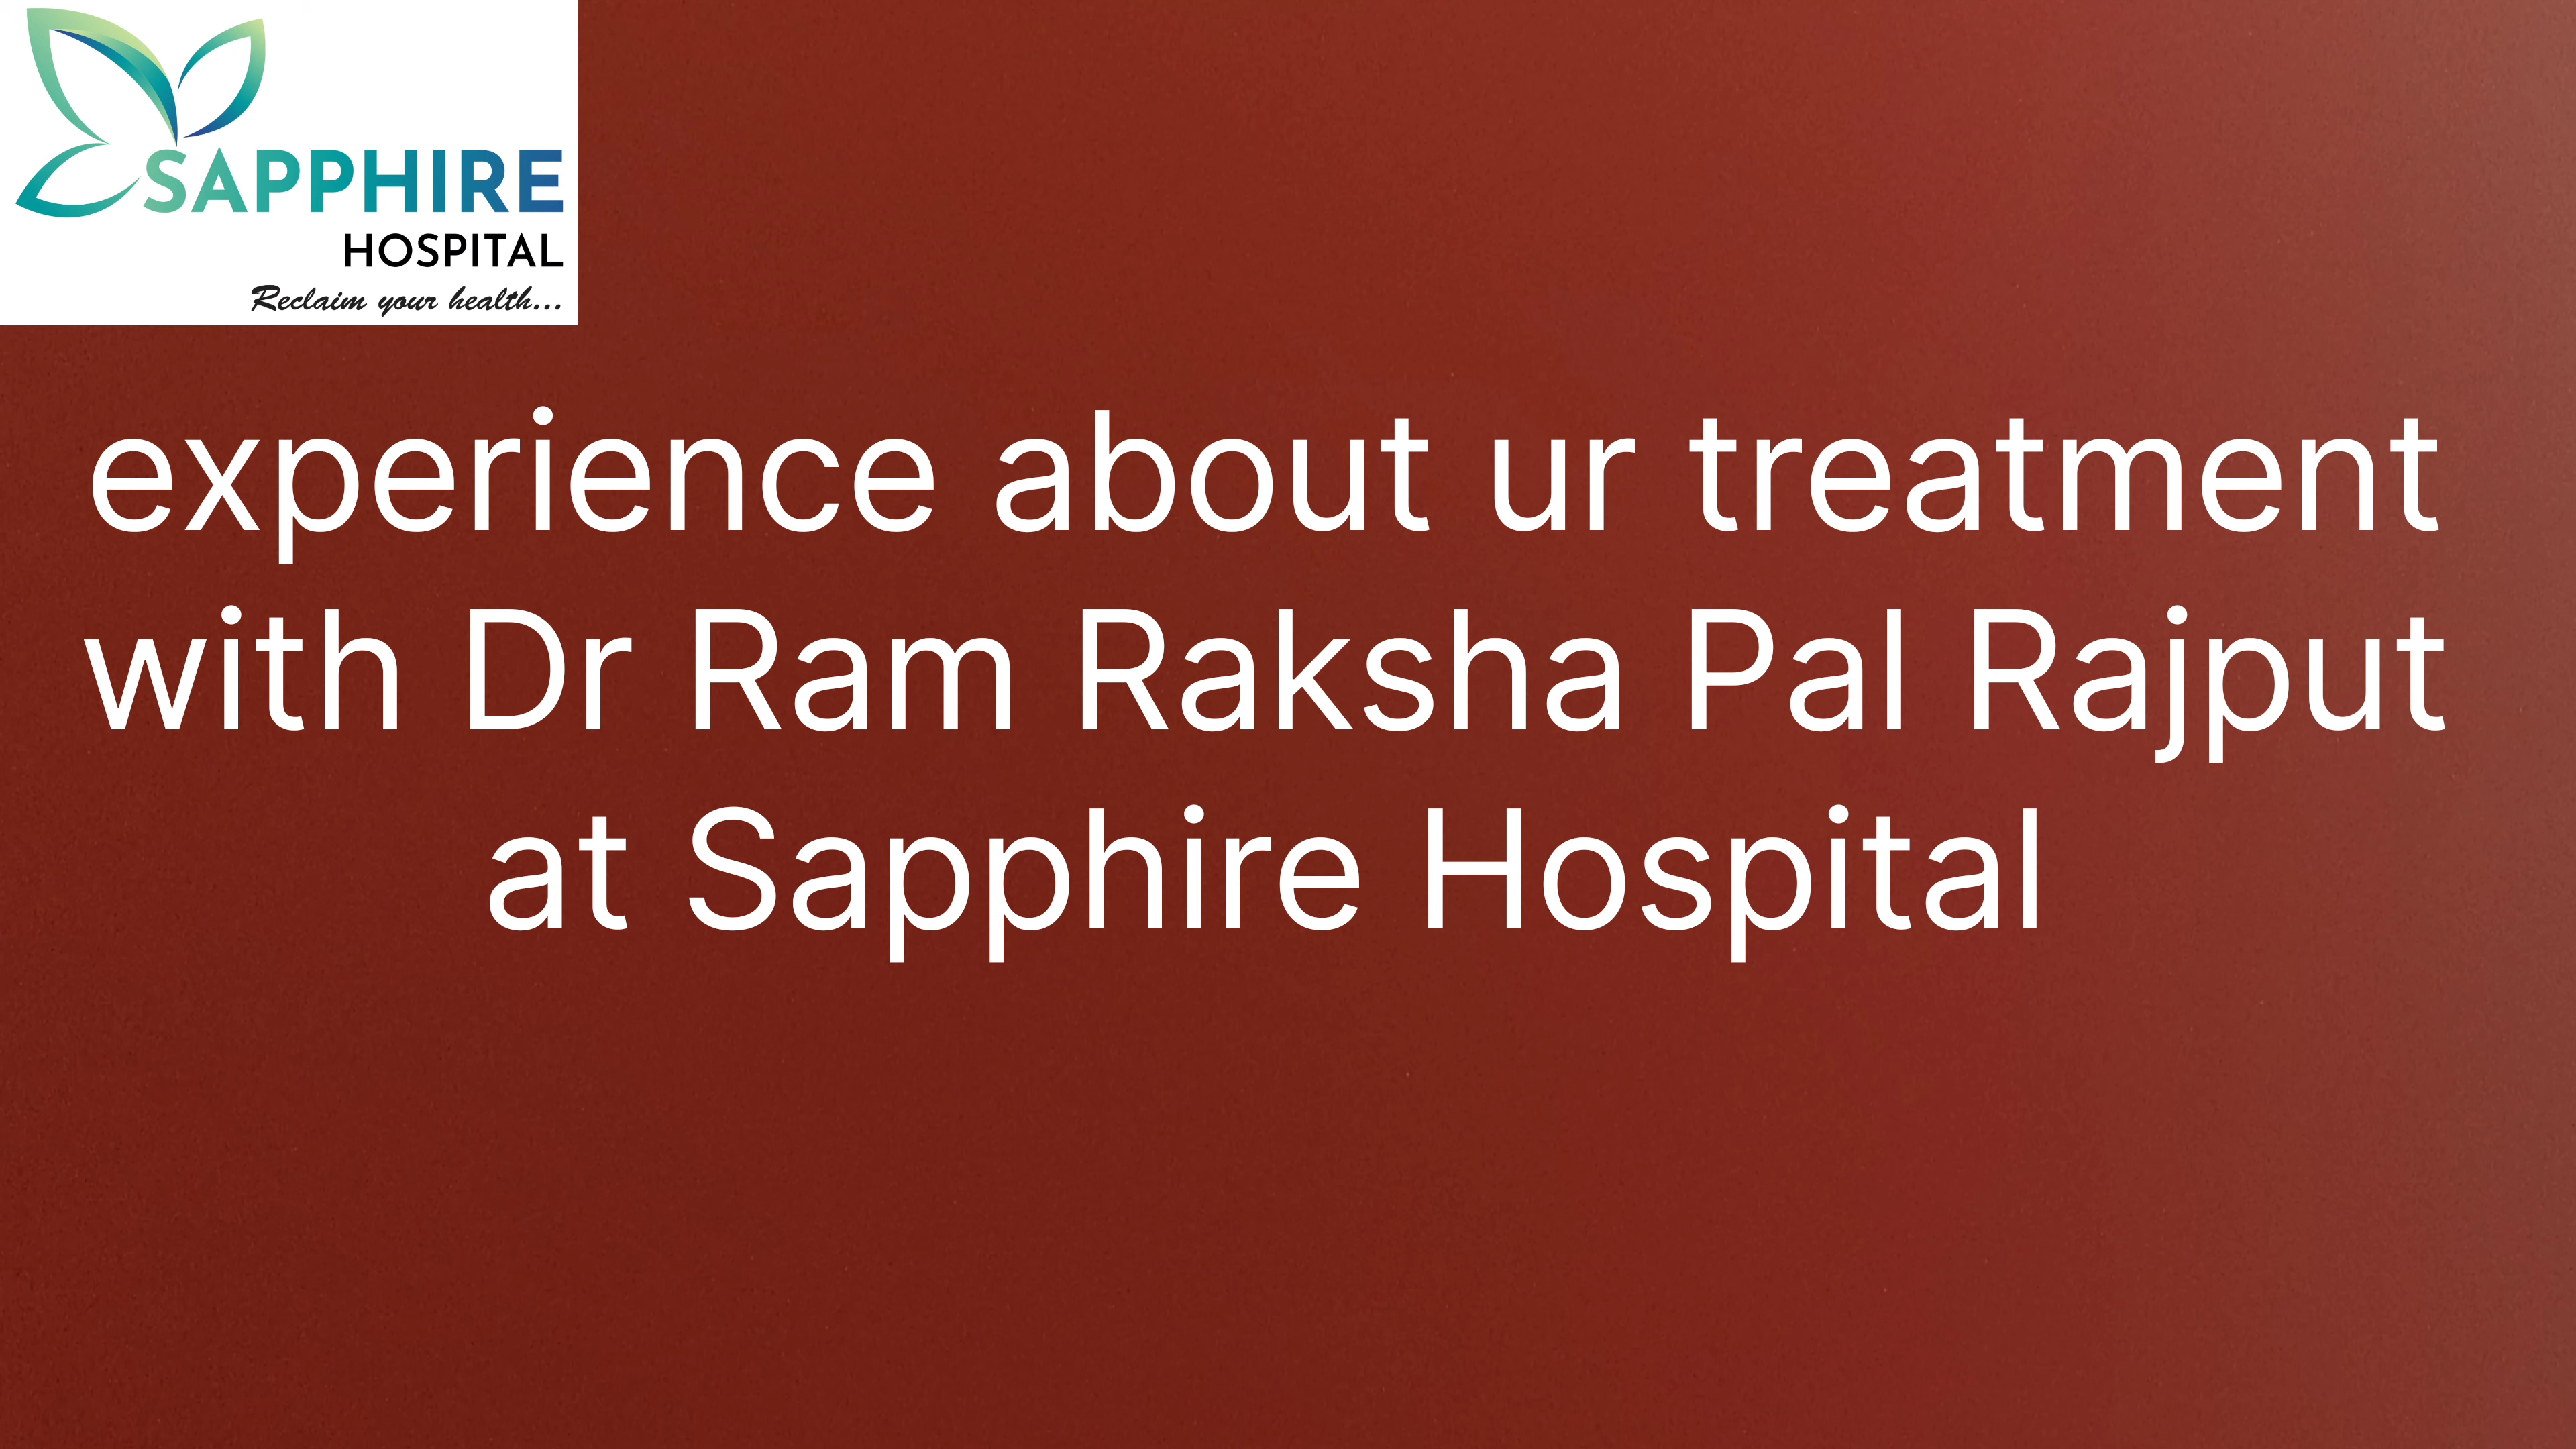 SAPPHIRE
HOSPITAL
Reclaim your health...
experience about ur treatment
with Dr Ram Raksha Pal Rajput
at Sapphire Hospital